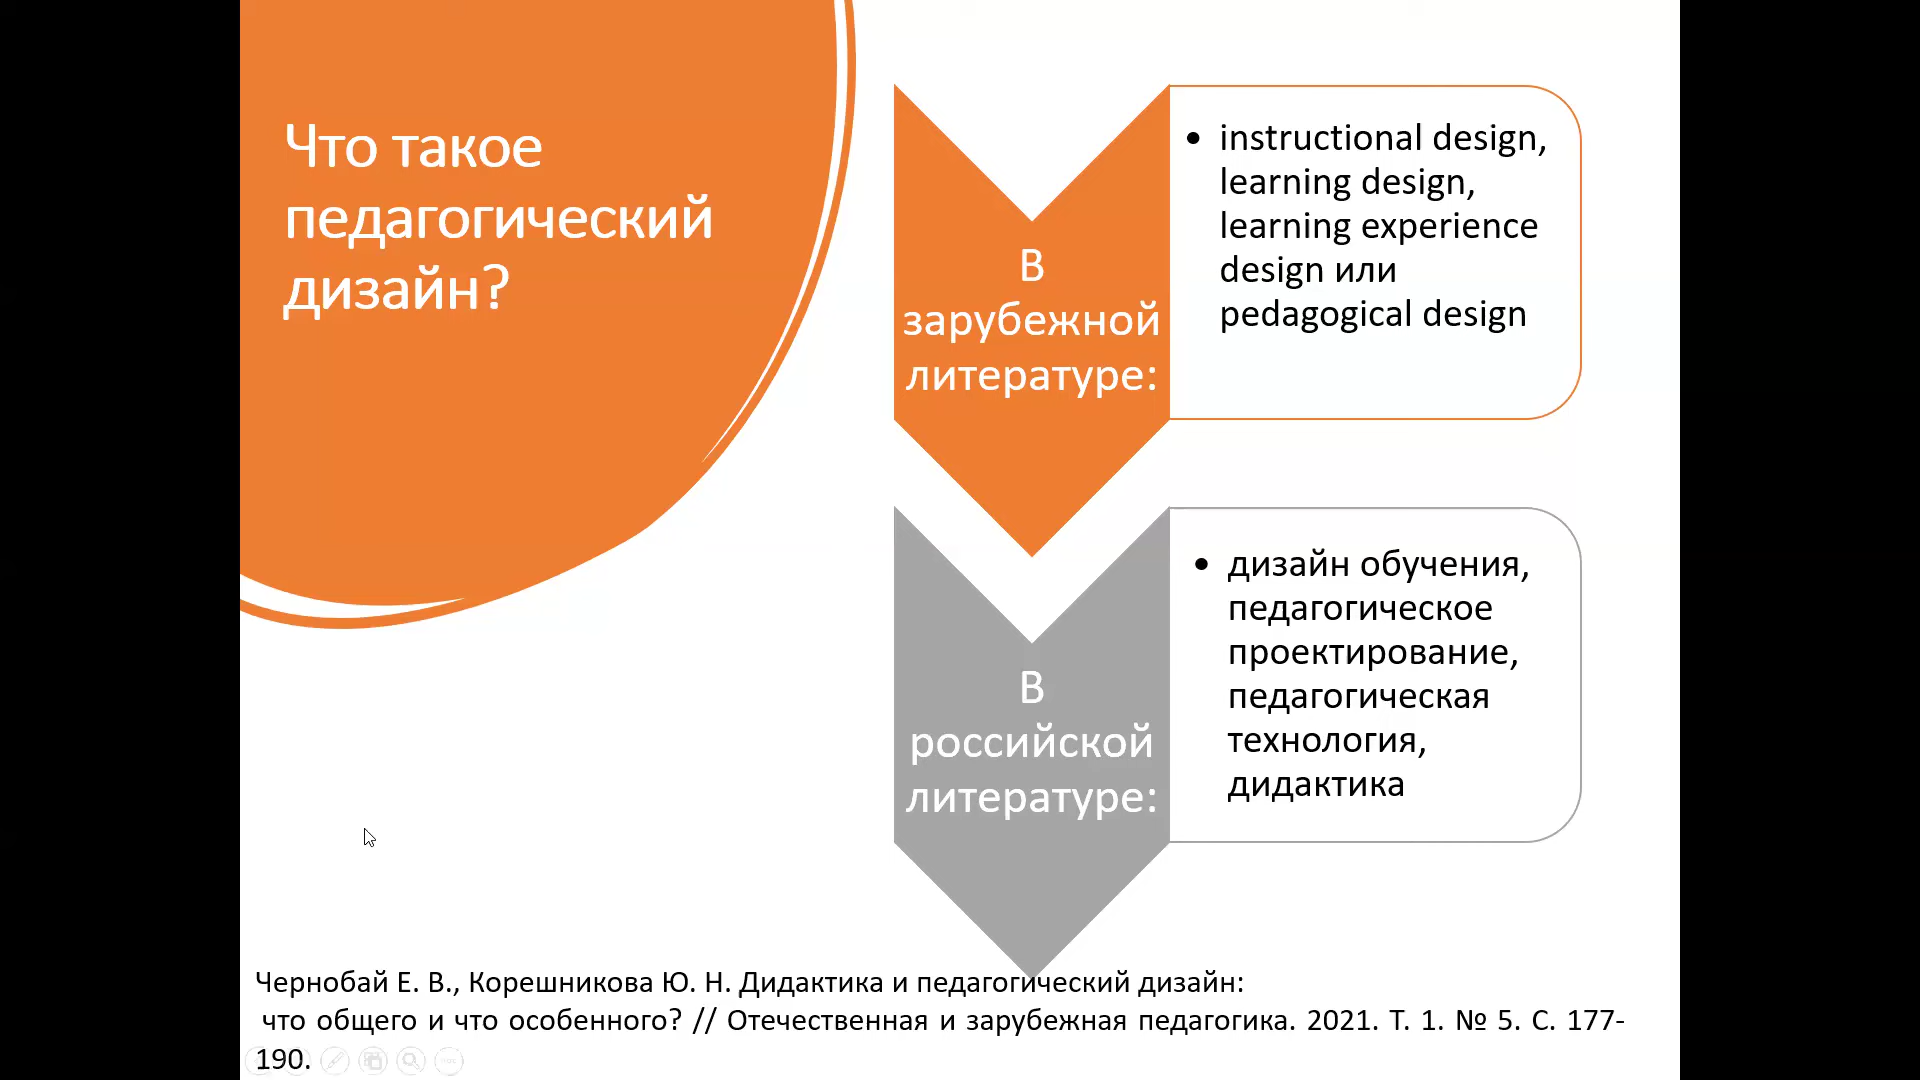 Что такое
педагогический
дизайн?
В
зарубежной
литературе:
• instructional design,
learning design,
learning experience
design или
pedagogical design
В
российской
литературе:
• дизайн обучения,
педагогическое
проектирование,
педагогическая
технология,
дидактика
Чернобай Е. В., Корешникова Ю. Н. Дидактика и педагогический дизайн:
что общего и что особенного? // Отечественная и зарубежная педагогика. 2021. Т. 1. № 5. С. 177-
190.